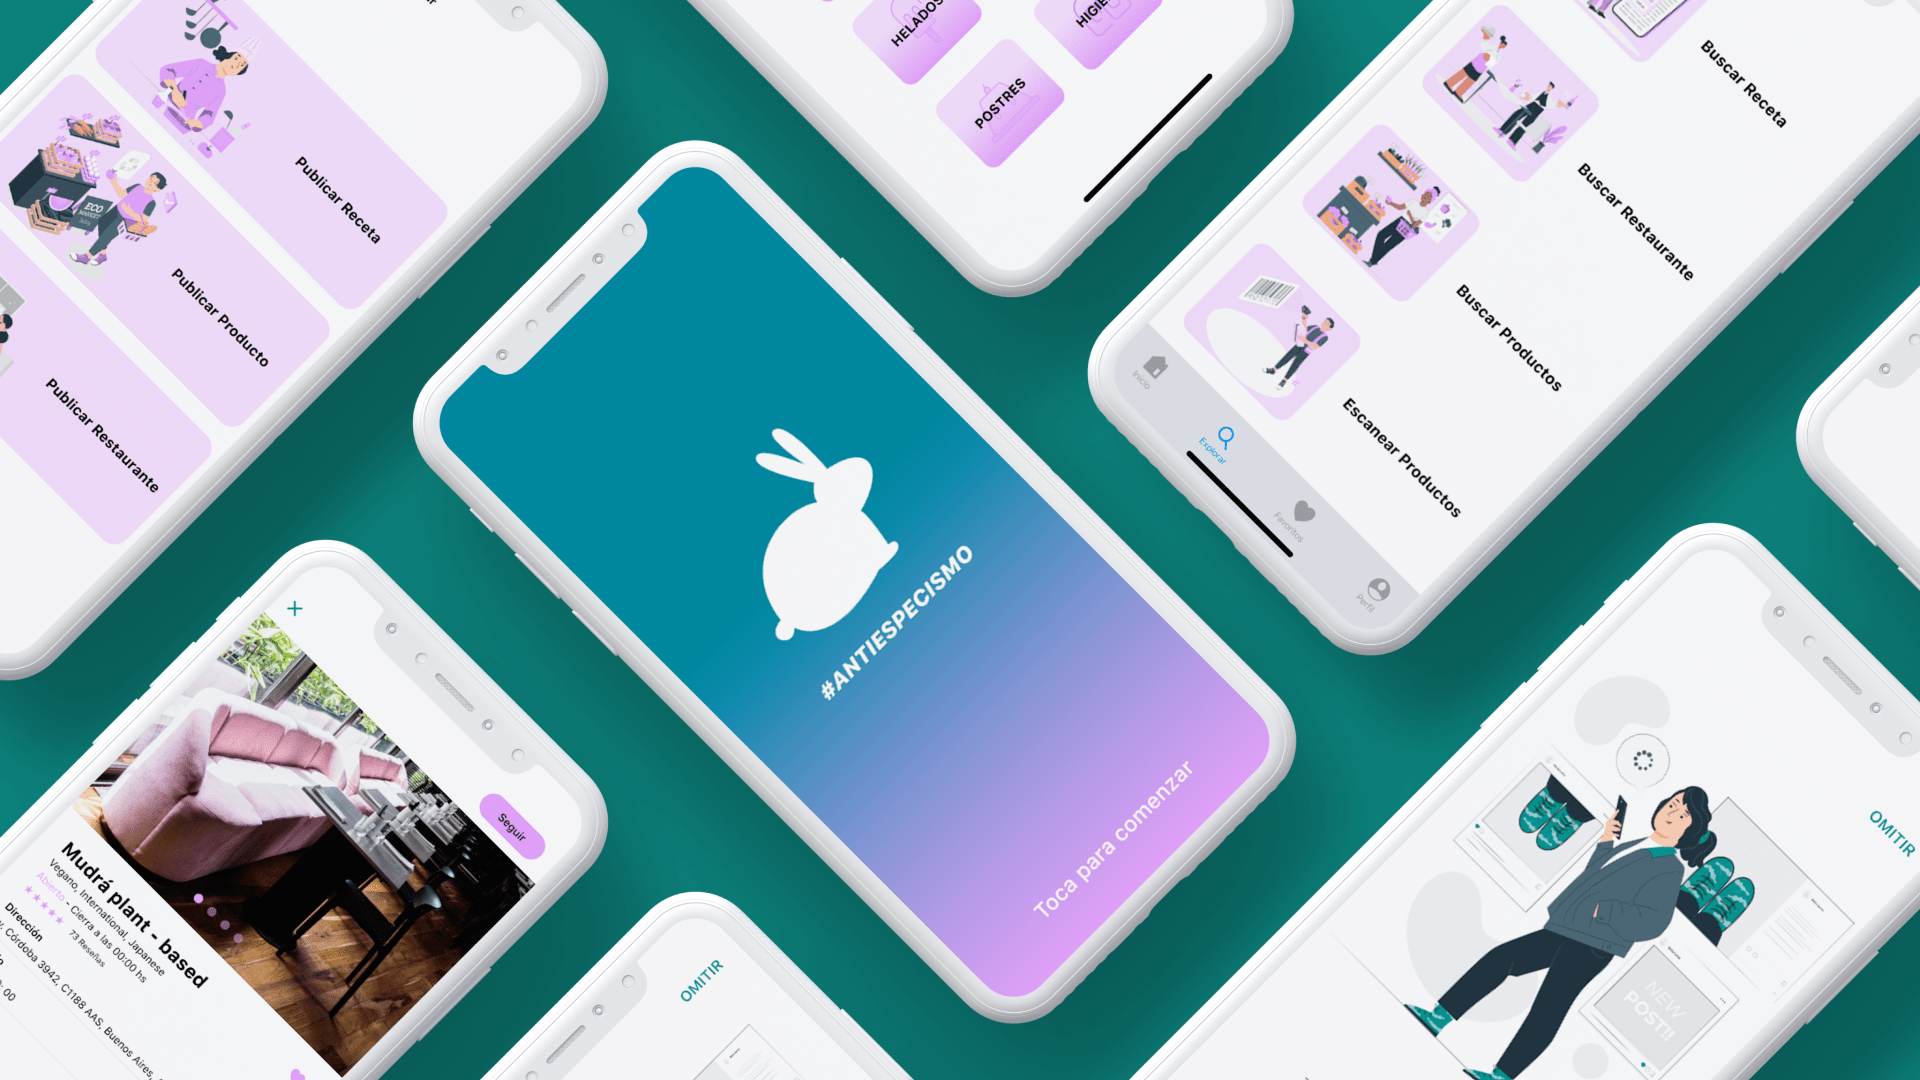 Publicar Receta
Publicar Producto
Publicar Restaurante
ECO
MARKET
HELADOS
POSTRES
Buscar Receta
Buscar Restaurante
Buscar Productos
Escanear Productos
Inicio
Explorar
Favoritos
Perfil
#ANTIESPECISMO
Toca para comenzar
Seguir
Mudrá plant - based
Vegano, International, Japanese
Abierto - Cierra a las 00:00 hs
73 Reseñas
Dirección
Córdoba 3942, C1188 AAS, Buenos Aires,
OMITIR
OMITIR
NEW
POST!!